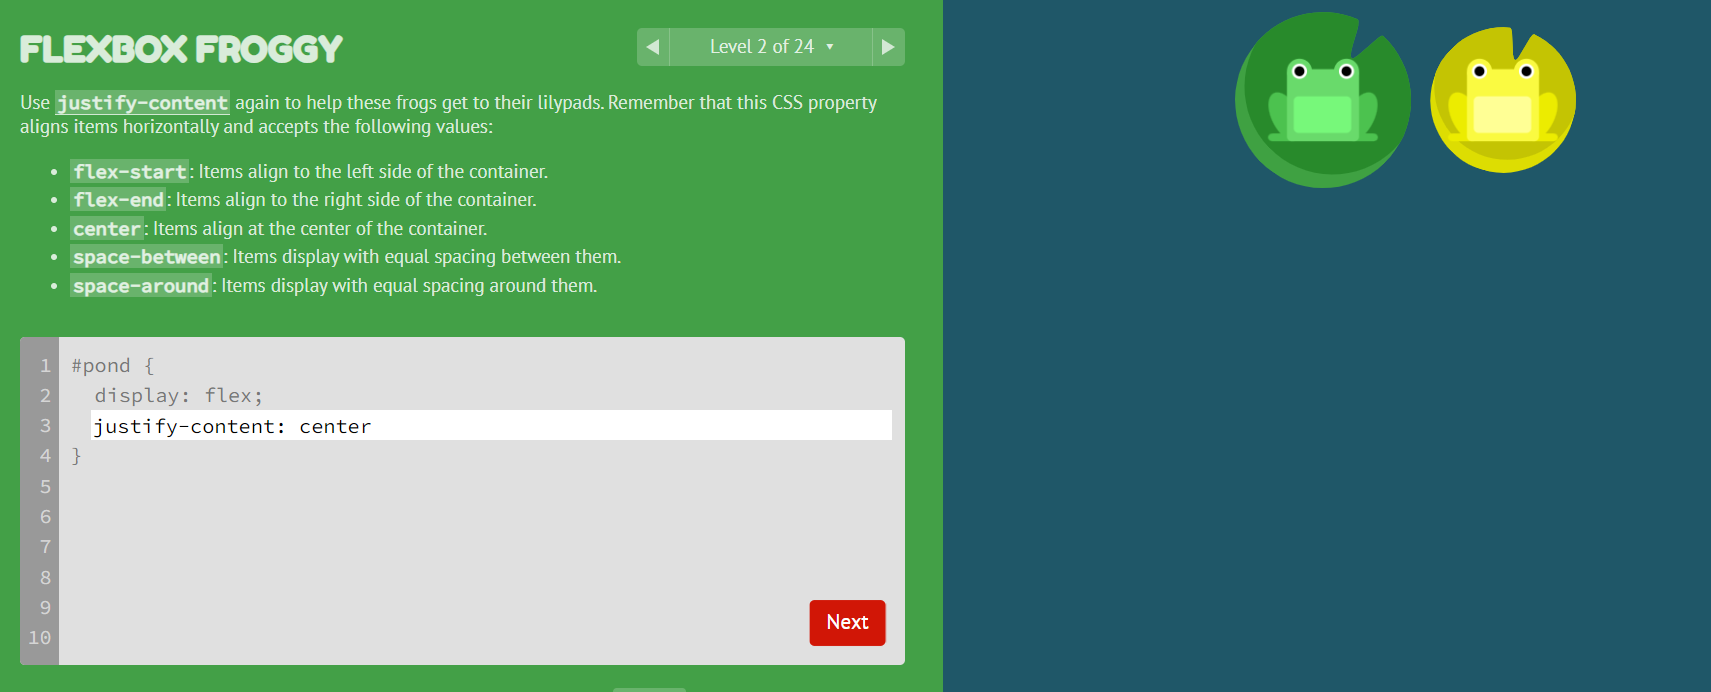 FLEXBOX FROGGY
◀ Level 2 of 24 ▼ ▶
Use justify-content again to help these frogs get to their lilypads. Remember that this CSS property
aligns items horizontally and accepts the following values:
• flex-start: Items align to the left side of the container.
• flex-end: Items align to the right side of the container.
• center: Items align at the center of the container.
• space-between: Items display with equal spacing between them.
• space-around: Items display with equal spacing around them.
1 #pond {
2 display: flex;
3 justify-content: center
4 }
5
6
7
8
9
10
Next